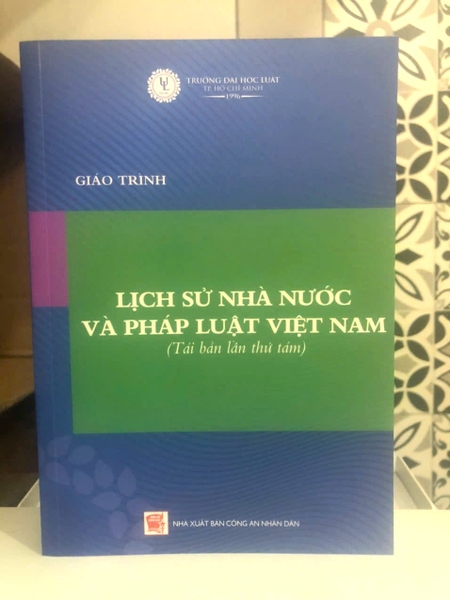 TRƯỜNG ĐẠI HỌC LUẬT
TP. HỒ CHÍ MINH
1996
GIÁO TRÌNH
LỊCH SỬ NHÀ NƯỚC
VÀ PHÁP LUẬT VIỆT NAM
(Tái bản lần thứ tám)
NHÀ XUẤT BẢN CÔNG AN NHÂN DÂN